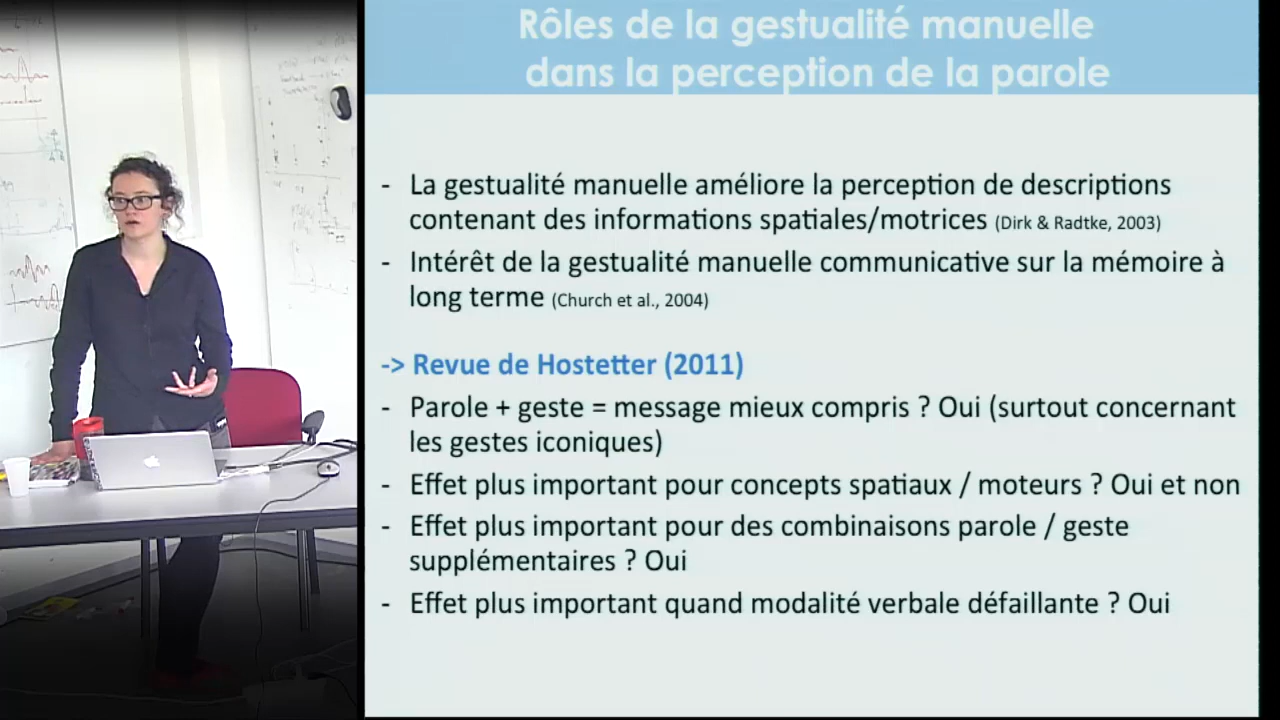 Rôles de la gestualité manuelle
dans la perception de la parole
- La gestualité manuelle améliore la perception de descriptions
contenant des informations spatiales/motrices (Dirk & Radtke, 2003)
- Intérêt de la gestualité manuelle communicative sur la mémoire à
long terme (Church et al., 2004)
-> Revue de Hostetter (2011)
- Parole + geste = message mieux compris ? Oui (surtout concernant
les gestes iconiques)
- Effet plus important pour concepts spatiaux / moteurs ? Oui et non
- Effet plus important pour des combinaisons parole / geste
supplémentaires ? Oui
- Effet plus important quand modalité verbale défaillante ? Oui